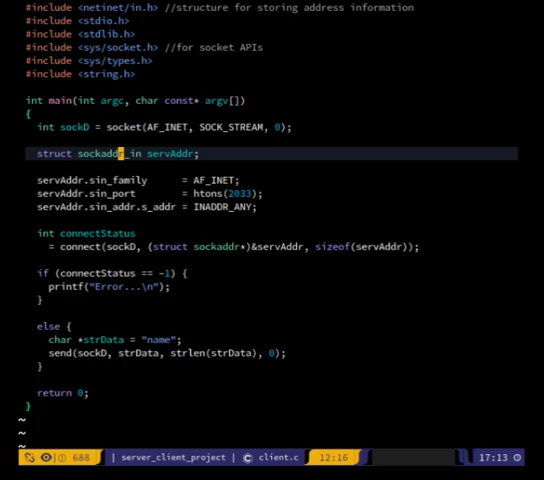 #include <netinet/in.h> //structure for storing address information
#include <stdio.h>
#include <stdlib.h>
#include <sys/socket.h> //for socket APIs
#include <sys/types.h>
#include <string.h>

int main(int argc, char const* argv[])
{
  int sockD = socket(AF_INET, SOCK_STREAM, 0);

  struct sockaddr_in servAddr;

  servAddr.sin_family      = AF_INET;
  servAddr.sin_port        = htons(2033);
  servAddr.sin_addr.s_addr = INADDR_ANY;

  int connectStatus
    = connect(sockD, (struct sockaddr*)&servAddr, sizeof(servAddr));

  if (connectStatus == -1) {
    printf("Error...\n");
  }

  else {
    char *strData = "name";
    send(sockD, strData, strlen(strData), 0);
  }

  return 0;
}
~
~
~
688 | server_client_project | client.c 12:16 17:13